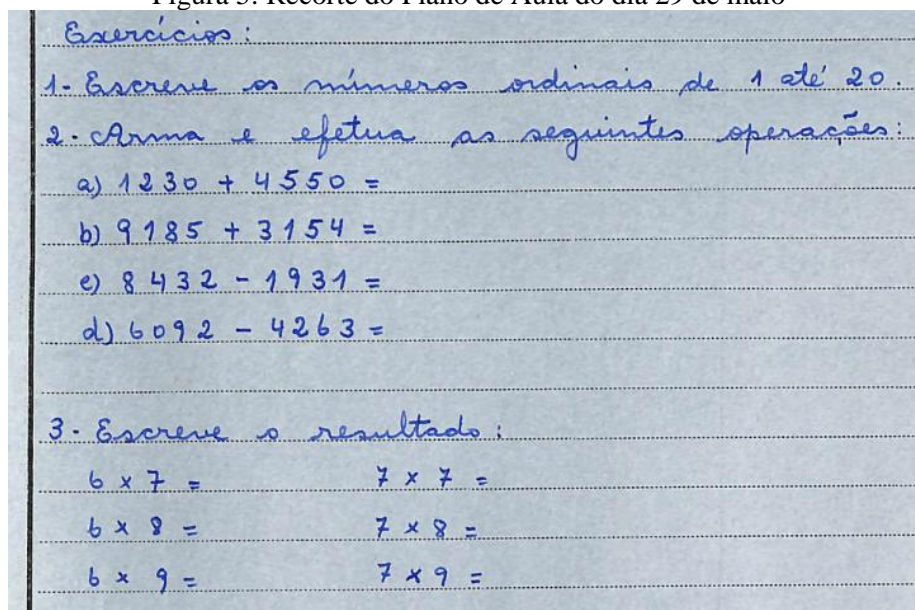 Figura 5: Recorte do Plano de Aula do dia 29 de maio
Exercícios:
1- Escreve os números ordinais de 1 até 20.
2- Arma e efetua as seguintes operações:
a) 1230 + 4550 =
b) 9185 + 3154 =
c) 8432 - 1931 =
d) 6092 - 4263 =
3- Escreve o resultado:
6 x 7 = 7 x 7 =
6 x 8 = 7 x 8 =
6 x 9 = 7 x 9 =